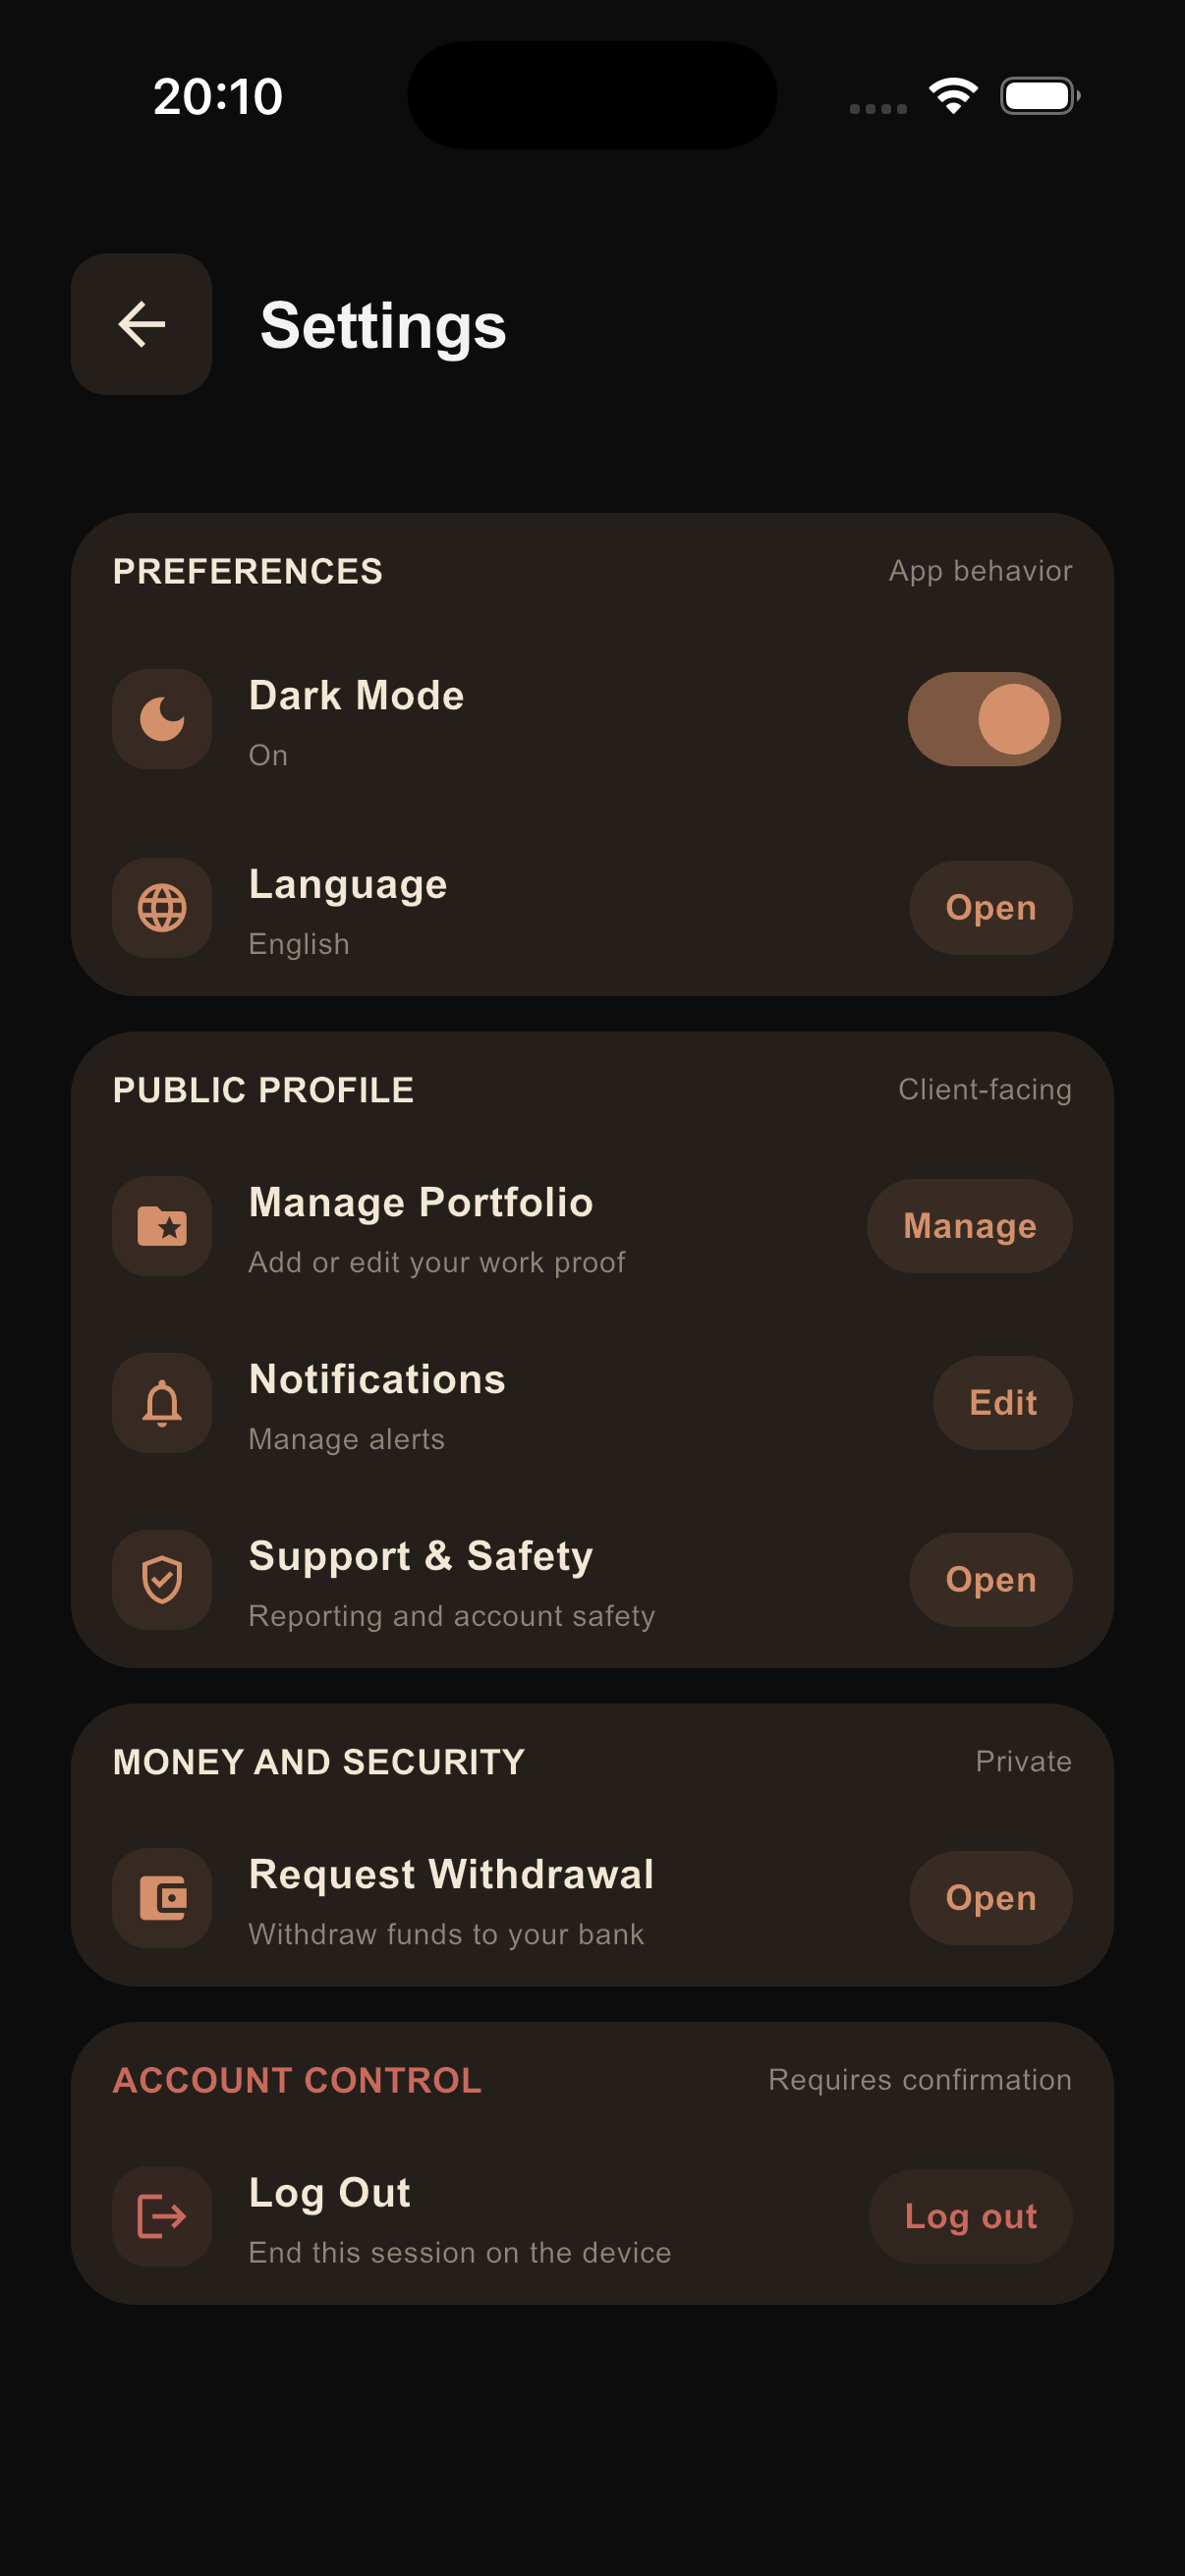 20:10
Settings
PREFERENCES
App behavior
Dark Mode
On
Language
English
Open
PUBLIC PROFILE
Client-facing
Manage Portfolio
Add or edit your work proof
Manage
Notifications
Manage alerts
Edit
Support & Safety
Reporting and account safety
Open
MONEY AND SECURITY
Private
Request Withdrawal
Withdraw funds to your bank
Open
ACCOUNT CONTROL
Requires confirmation
Log Out
End this session on the device
Log out